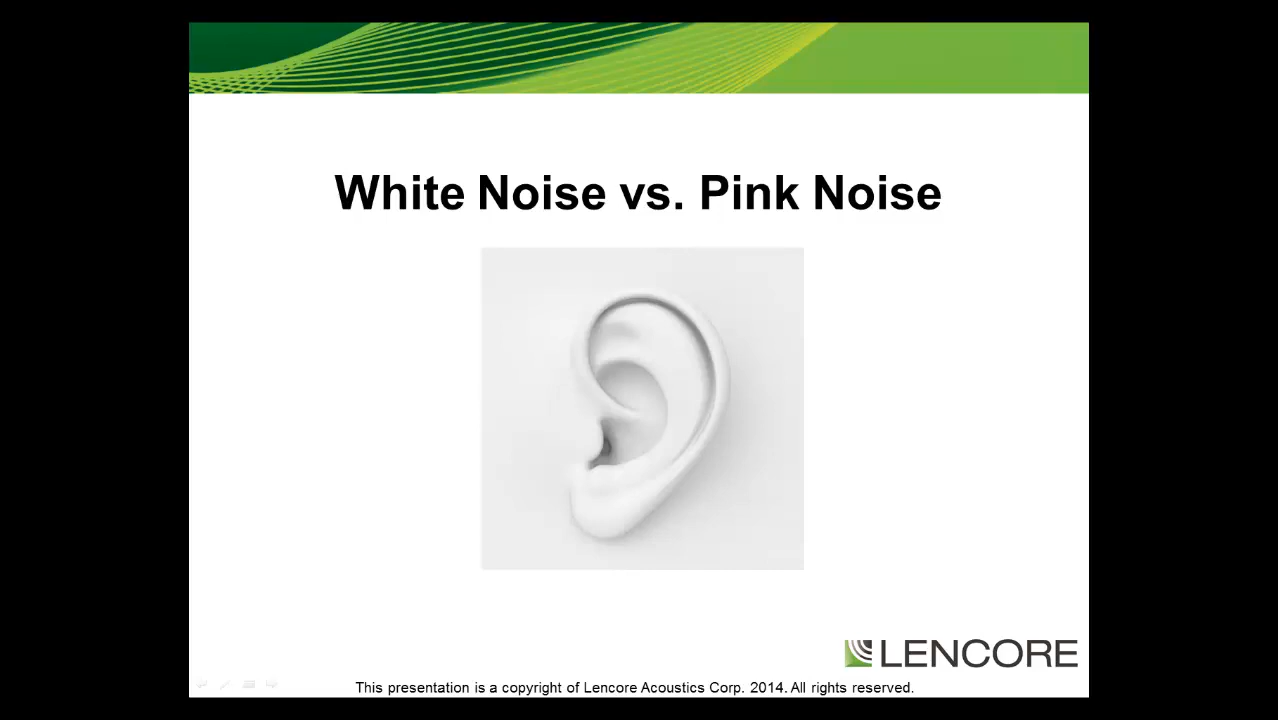 White Noise vs. Pink Noise
LENCORE
This presentation is a copyright of Lencore Acoustics Corp. 2014. All rights reserved.